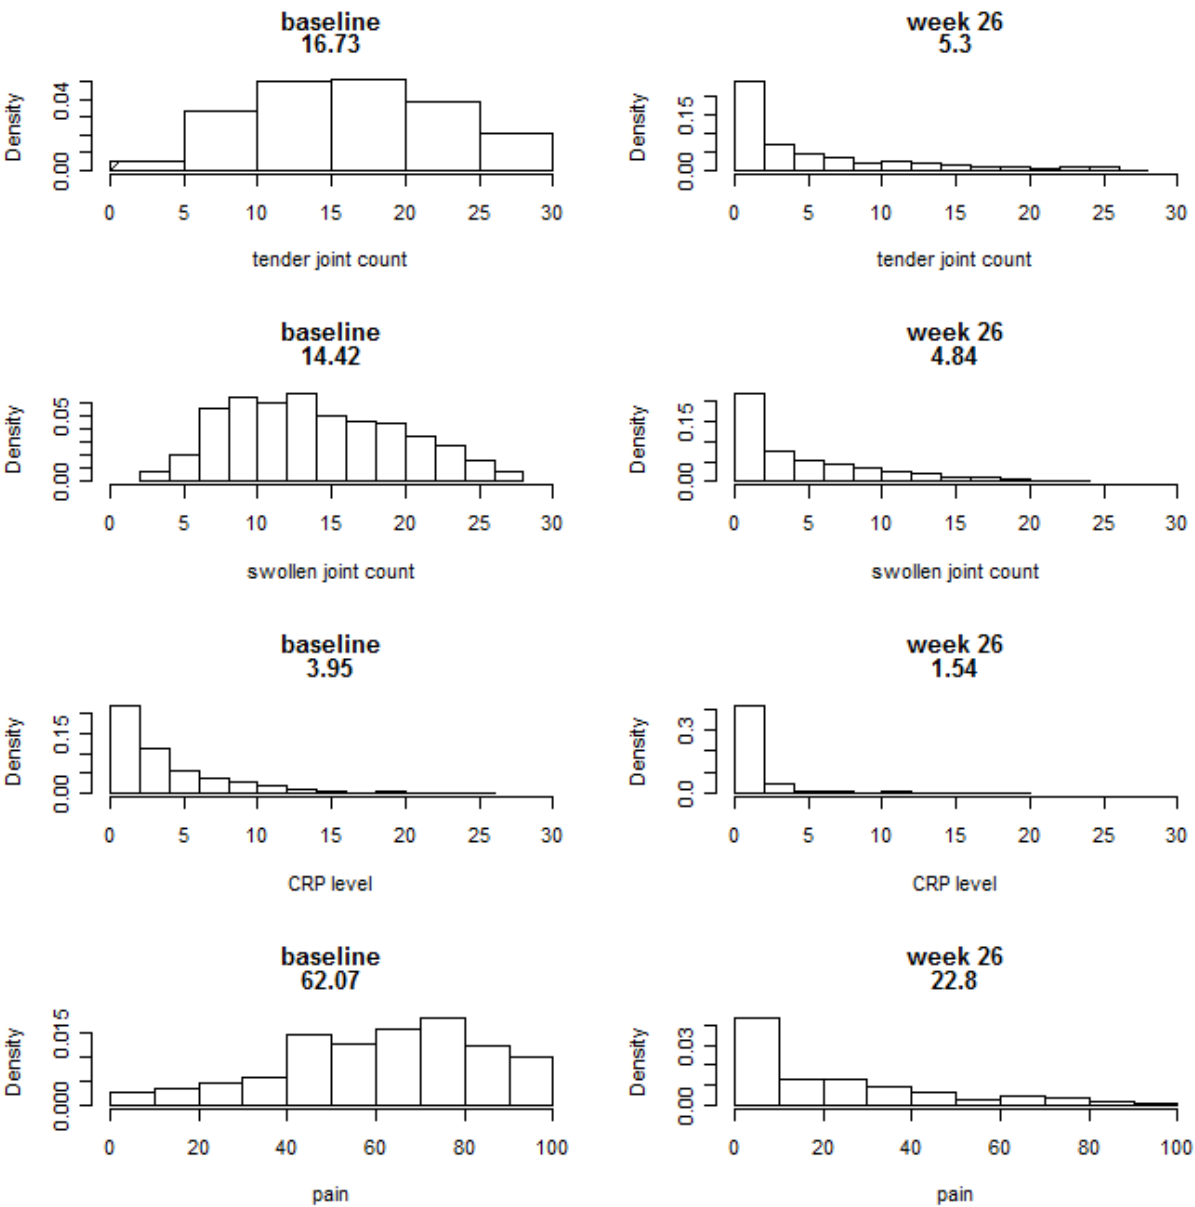 baseline
16.73
Density
0.04
0.00
0 5 10 15 20 25 30
tender joint count
week 26
5.3
Density
0.15
0.00
0 5 10 15 20 25 30
tender joint count
baseline
14.42
Density
0.05
0.00
0 5 10 15 20 25 30
swollen joint count
week 26
4.84
Density
0.15
0.00
0 5 10 15 20 25 30
swollen joint count
baseline
3.95
Density
0.15
0.00
0 5 10 15 20 25 30
CRP level
week 26
1.54
Density
0.3
0.0
0 5 10 15 20 25 30
CRP level
baseline
62.07
Density
0.015
0.000
0 20 40 60 80 100
pain
week 26
22.8
Density
0.03
0.00
0 20 40 60 80 100
pain